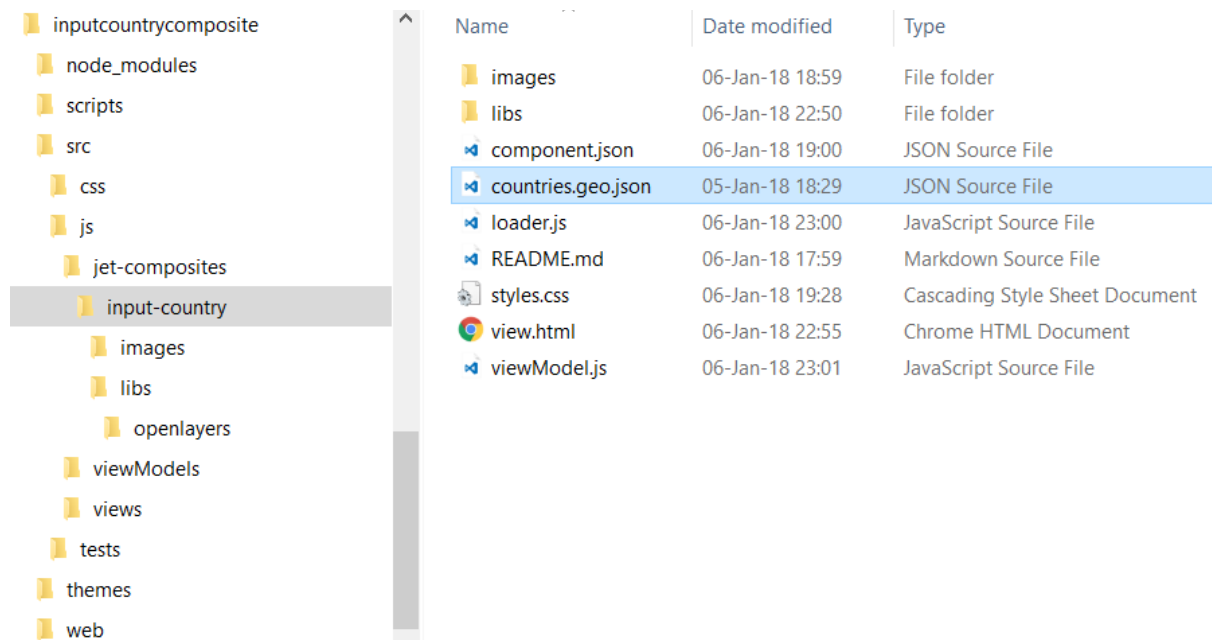 inputcountrycomposite
node_modules
scripts
src
css
js
jet-composites
input-country
images
libs
openlayers
viewModels
views
tests
themes
web
Name Date modified Type
images 06-Jan-18 18:59 File folder
libs 06-Jan-18 22:50 File folder
component.json 06-Jan-18 19:00 JSON Source File
countries.geo.json 05-Jan-18 18:29 JSON Source File
loader.js 06-Jan-18 23:00 JavaScript Source File
README.md 06-Jan-18 17:59 Markdown Source File
styles.css 06-Jan-18 19:28 Cascading Style Sheet Document
view.html 06-Jan-18 22:55 Chrome HTML Document
viewModel.js 06-Jan-18 23:01 JavaScript Source File